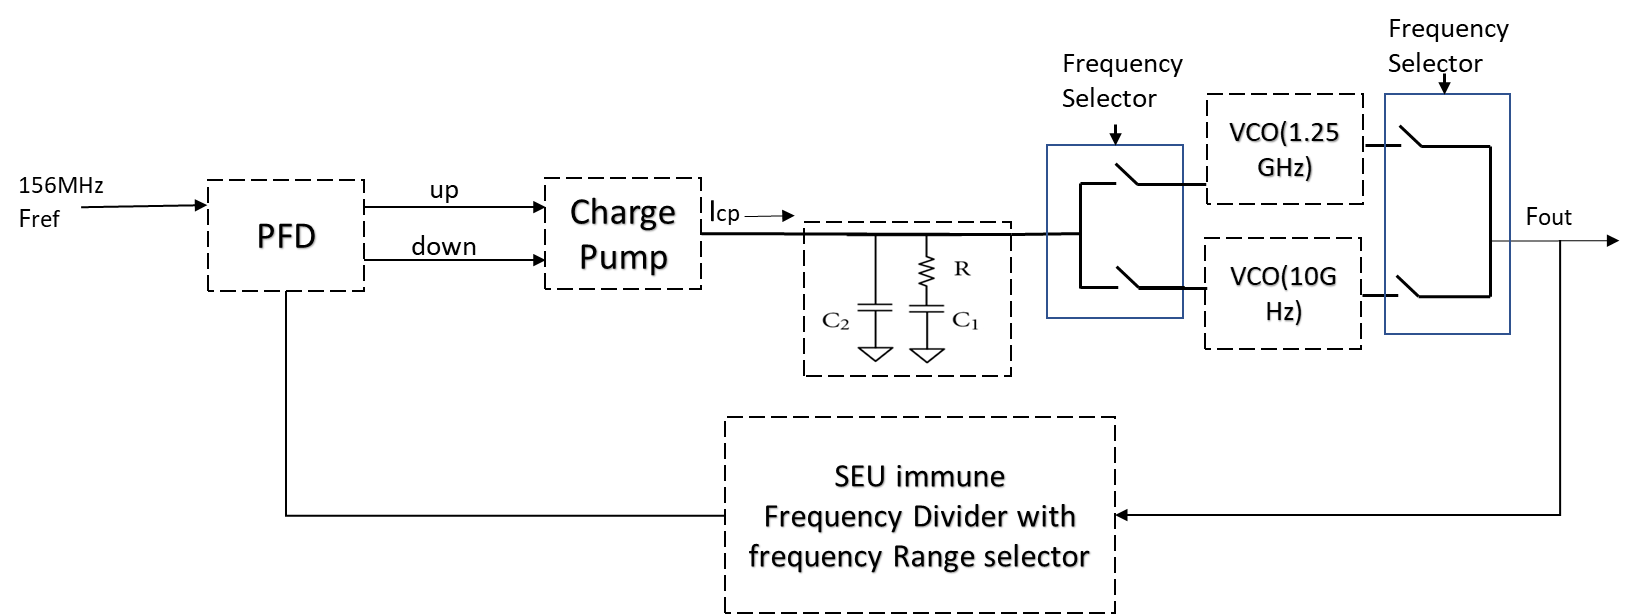 Frequency
Selector
Frequency
Selector
VCO(1.25
GHz)
156MHz
Fref
PFD
up
down
Charge
Pump
Icp
R
C2
C1
VCO(10G
Hz)
Fout
SEU immune
Frequency Divider with
frequency Range selector